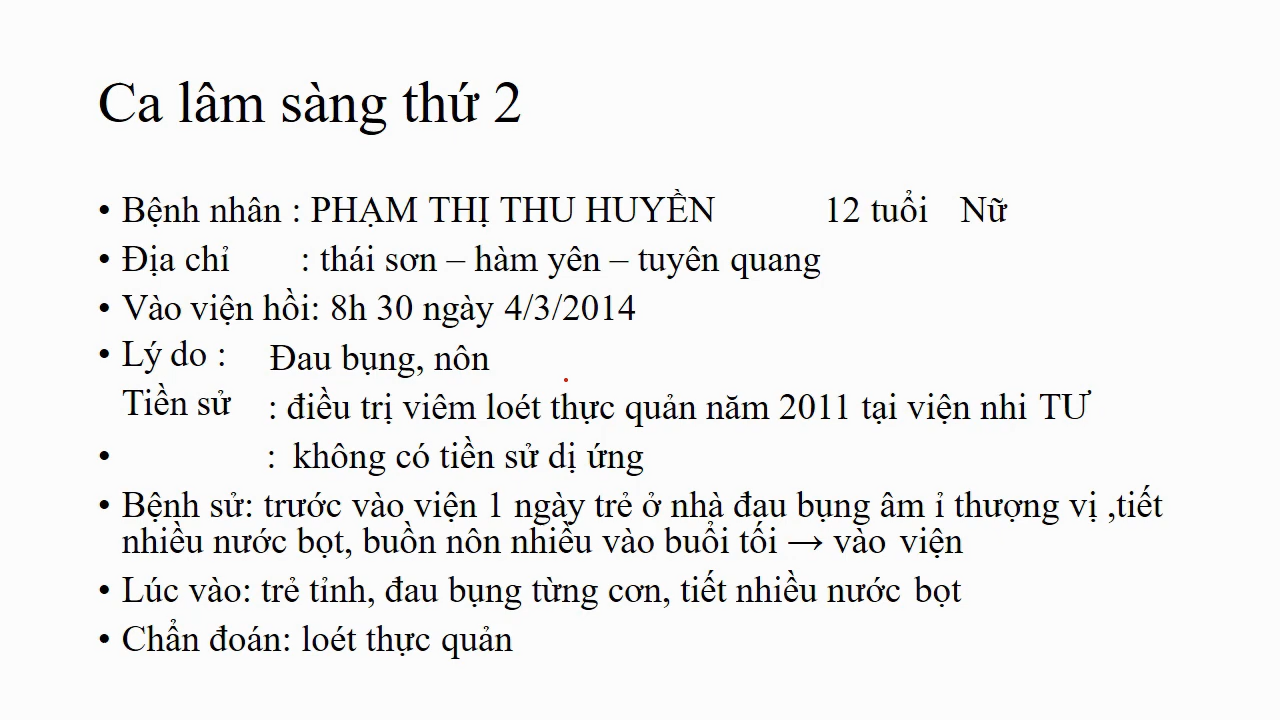 Ca lâm sàng thứ 2
• Bệnh nhân : PHẠM THỊ THU HUYỀN 12 tuổi Nữ
• Địa chỉ : thái sơn – hàm yên – tuyên quang
• Vào viện hồi: 8h 30 ngày 4/3/2014
• Lý do : Đau bụng, nôn
Tiền sử : điều trị viêm loét thực quản năm 2011 tại viện nhi TƯ
• : không có tiền sử dị ứng
• Bệnh sử: trước vào viện 1 ngày trẻ ở nhà đau bụng âm ỉ thượng vị ,tiết
nhiều nước bọt, buồn nôn nhiều vào buổi tối → vào viện
• Lúc vào: trẻ tỉnh, đau bụng từng cơn, tiết nhiều nước bọt
• Chẩn đoán: loét thực quản